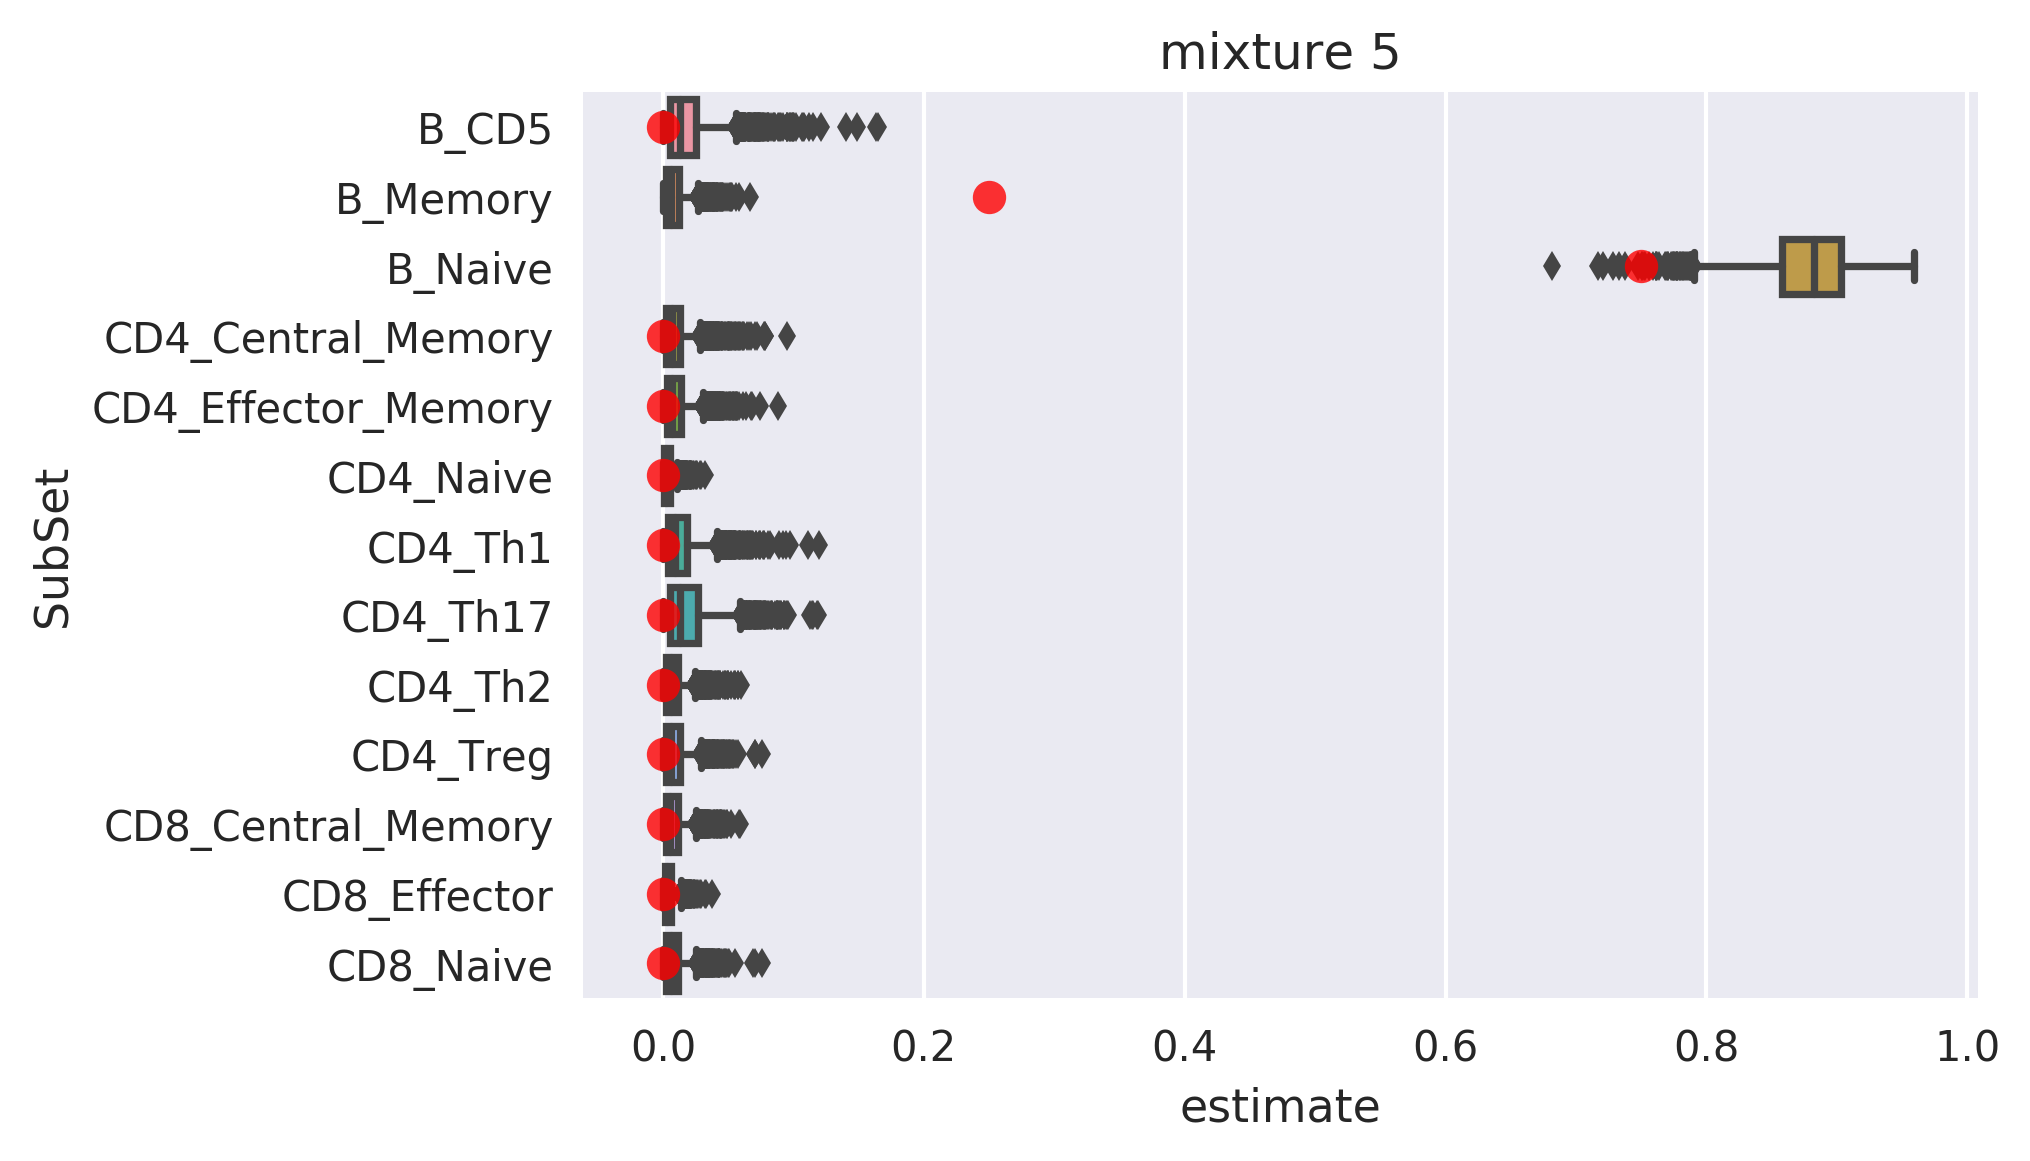 mixture 5
B_CD5
B_Memory
B_Naive
CD4_Central_Memory
CD4_Effector_Memory
CD4_Naive
CD4_Th1
CD4_Th17
CD4_Th2
CD4_Treg
CD8_Central_Memory
CD8_Effector
CD8_Naive
SubSet
0.0 0.2 0.4 0.6 0.8 1.0
estimate